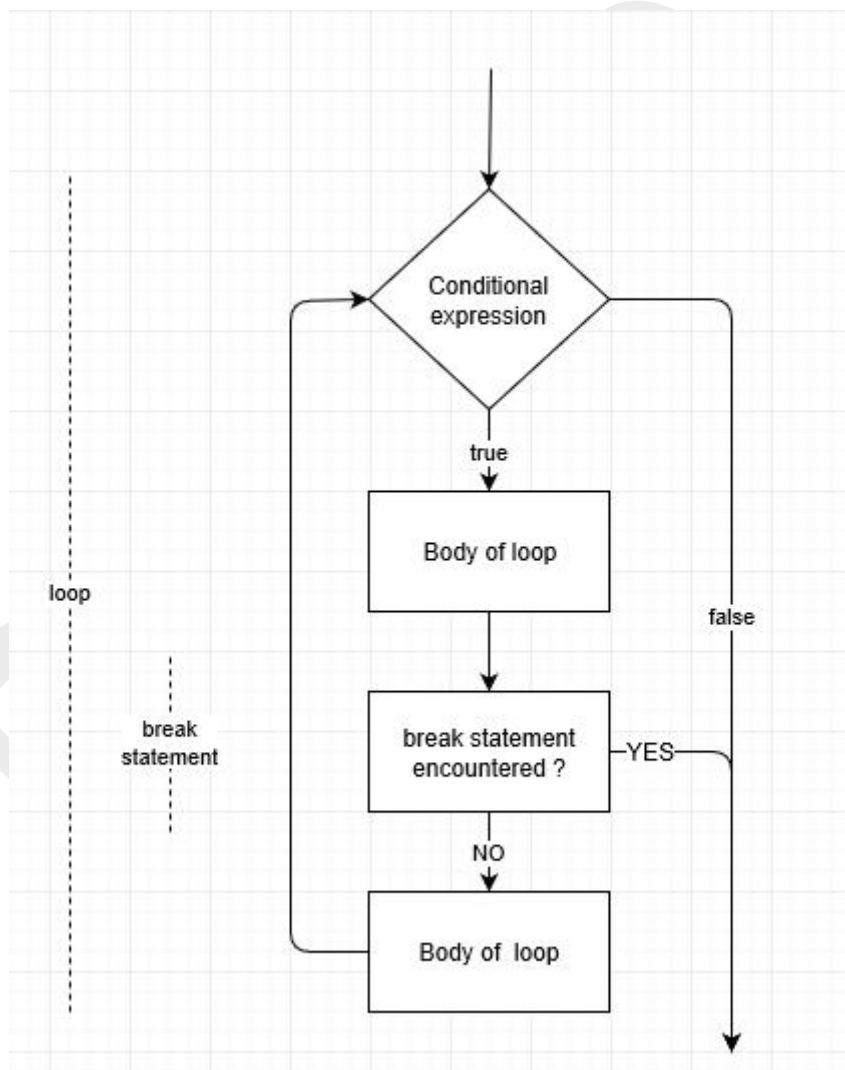 Conditional
expression
true
Body of loop
loop
false
break
statement
break statement
encountered ?
YES
NO
Body of loop